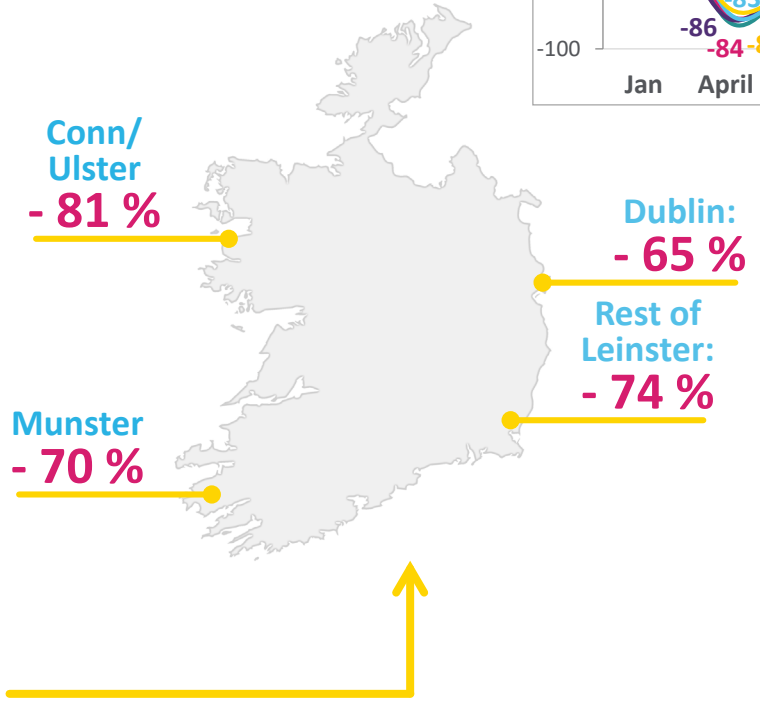 -86
-84
-100
Jan April
Conn/
Ulster
- 81 %
Dublin:
- 65 %
Rest of
Leinster:
- 74 %
Munster
- 70 %